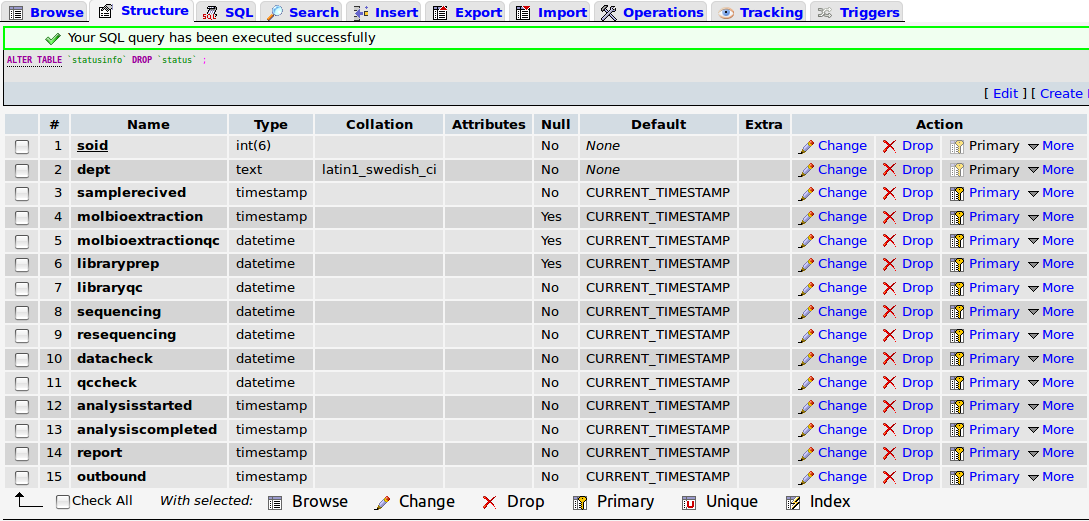 Browse Structure SQL Search Insert Export Import Operations Tracking Triggers
Your SQL query has been executed successfully
ALTER TABLE `statusinfo` DROP `status` ;
[ Edit ] [ Create
# Name Type Collation Attributes Null Default Extra Action
1 soid int(6) No None Change Drop Primary More
2 dept text latin1_swedish_ci No None Change Drop Primary More
3 samplerecived timestamp No CURRENT_TIMESTAMP Change Drop Primary More
4 molbioextraction timestamp Yes CURRENT_TIMESTAMP Change Drop Primary More
5 molbioextractionqc datetime Yes CURRENT_TIMESTAMP Change Drop Primary More
6 libraryprep datetime Yes CURRENT_TIMESTAMP Change Drop Primary More
7 libraryqc datetime No CURRENT_TIMESTAMP Change Drop Primary More
8 sequencing datetime No CURRENT_TIMESTAMP Change Drop Primary More
9 resequencing datetime No CURRENT_TIMESTAMP Change Drop Primary More
10 datacheck datetime No CURRENT_TIMESTAMP Change Drop Primary More
11 qccheck datetime No CURRENT_TIMESTAMP Change Drop Primary More
12 analysisstarted timestamp No CURRENT_TIMESTAMP Change Drop Primary More
13 analysiscompleted timestamp No CURRENT_TIMESTAMP Change Drop Primary More
14 report timestamp No CURRENT_TIMESTAMP Change Drop Primary More
15 outbound timestamp No CURRENT_TIMESTAMP Change Drop Primary More
Check All With selected: Browse Change Drop Primary Unique Index